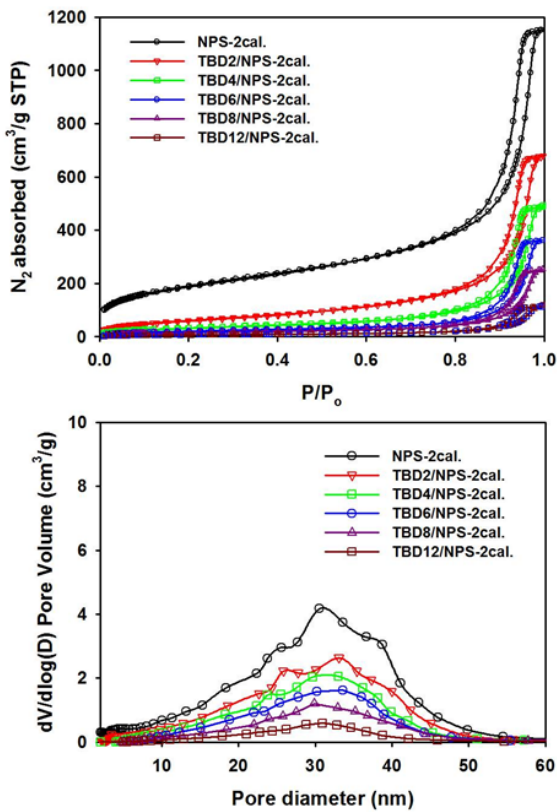 1200
1000
800
600
400
200
0
N2 absorbed (cm3/g STP)
NPS-2cal.
TBD2/NPS-2cal.
TBD4/NPS-2cal.
TBD6/NPS-2cal.
TBD8/NPS-2cal.
TBD12/NPS-2cal.
0.0 0.2 0.4 0.6 0.8 1.0
P/Po
10
8
6
4
2
0
dV/dlog(D) Pore Volume (cm3/g)
NPS-2cal.
TBD2/NPS-2cal.
TBD4/NPS-2cal.
TBD6/NPS-2cal.
TBD8/NPS-2cal.
TBD12/NPS-2cal.
10 20 30 40 50 60
Pore diameter (nm)